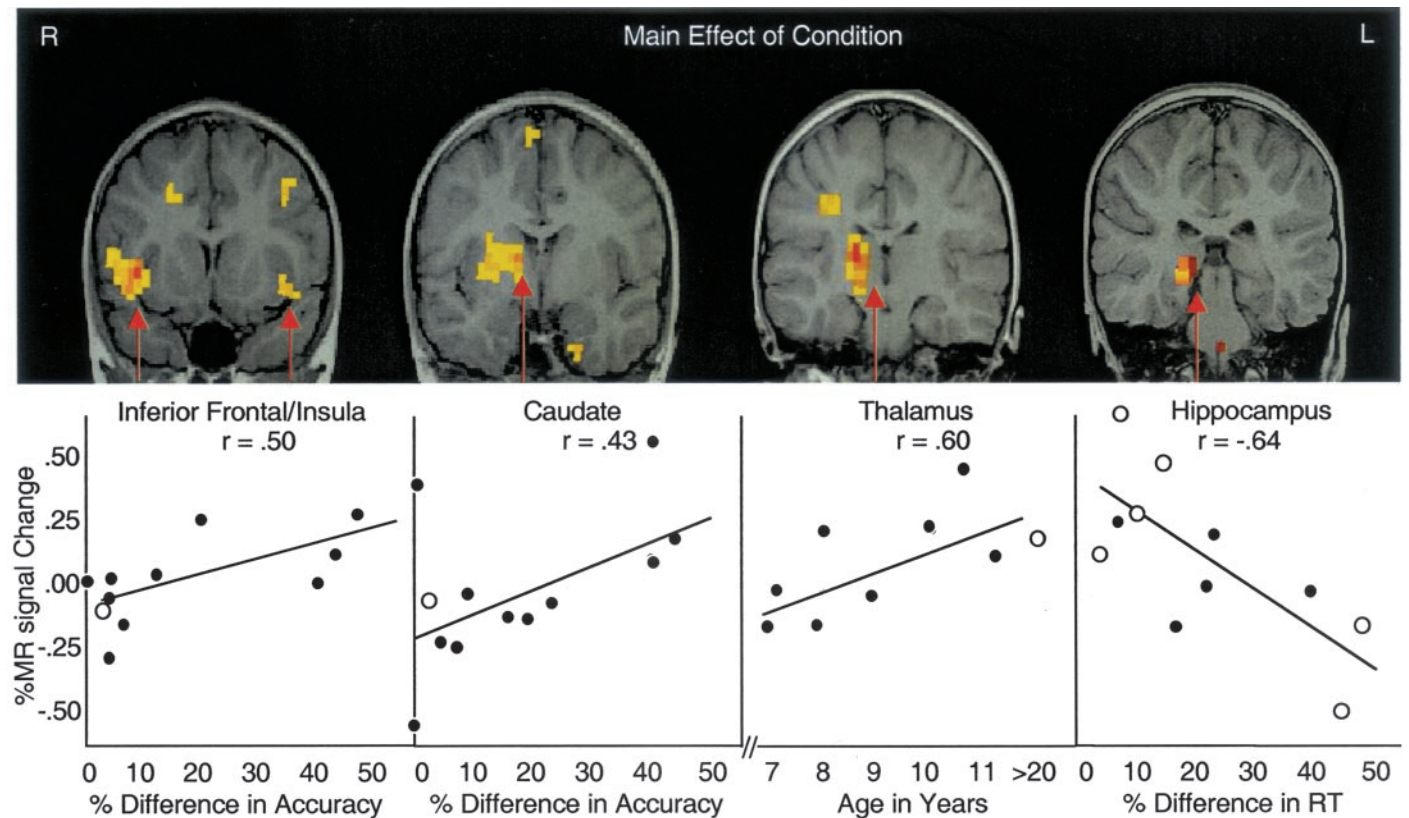 R Main Effect of Condition L
Inferior Frontal/Insula Caudate Thalamus Hippocampus
r = .50 r = .43 r = .60 r = -.64
%MR signal Change
.50
.25
.00
-.25
-.50
0 10 20 30 40 50 0 10 20 30 40 50 7 8 9 10 11 >20 0 10 20 30 40 50
% Difference in Accuracy % Difference in Accuracy Age in Years % Difference in RT